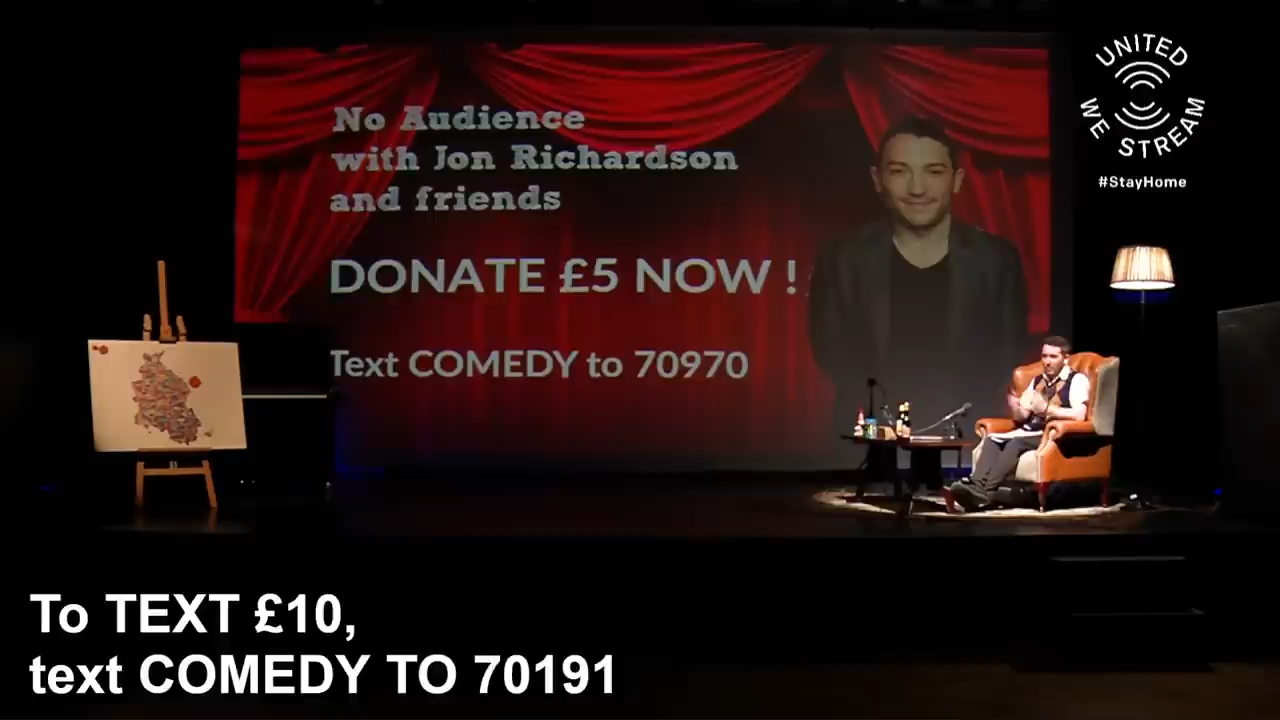 No Audience
with Jon Richardson
and friends
DONATE £5 NOW !
Text COMEDY to 70970
UNITED
WE STREAM
#StayHome
To TEXT £10,
text COMEDY TO 70191